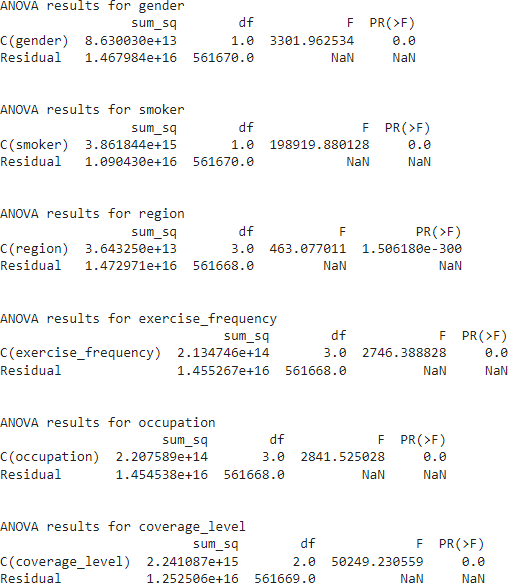 ANOVA results for gender
sum_sq df F PR(>F)
C(gender) 8.630030e+13 1.0 3301.962534 0.0
Residual 1.467984e+16 561670.0 NaN NaN
ANOVA results for smoker
sum_sq df F PR(>F)
C(smoker) 3.861844e+15 1.0 198919.880128 0.0
Residual 1.090430e+16 561670.0 NaN NaN
ANOVA results for region
sum_sq df F PR(>F)
C(region) 3.643250e+13 3.0 463.077011 1.506180e-300
Residual 1.472971e+16 561668.0 NaN NaN
ANOVA results for exercise_frequency
sum_sq df F PR(>F)
C(exercise_frequency) 2.134746e+14 3.0 2746.388828 0.0
Residual 1.455267e+16 561668.0 NaN NaN
ANOVA results for occupation
sum_sq df F PR(>F)
C(occupation) 2.207589e+14 3.0 2841.525028 0.0
Residual 1.454538e+16 561668.0 NaN NaN
ANOVA results for coverage_level
sum_sq df F PR(>F)
C(coverage_level) 2.241087e+15 2.0 50249.230559 0.0
Residual 1.252506e+16 561669.0 NaN NaN